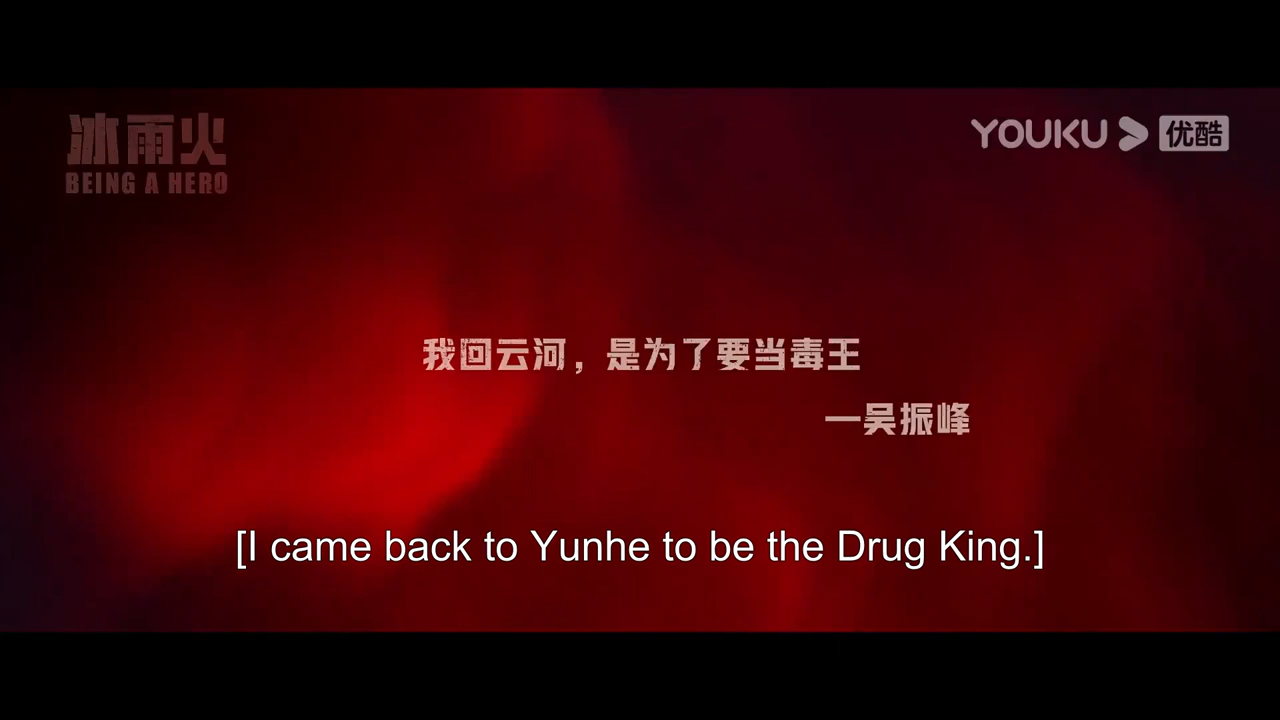 冰雨火
BEING A HERO
YOUKU 优酷
我回云河，是为了要当毒王
—吴振峰
[I came back to Yunhe to be the Drug King.]